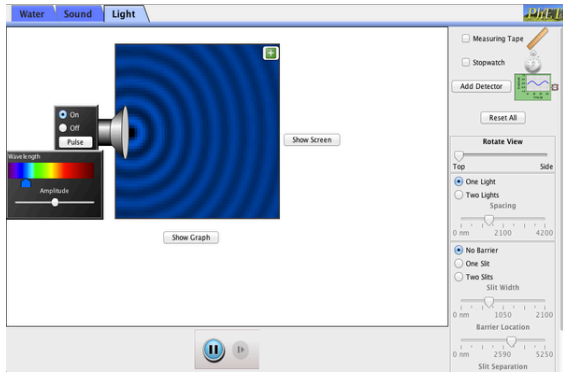 Water Sound Light
PhET
Measuring Tape
Stopwatch
Add Detector
Reset All
On
Off
Pulse
Wavelength
Amplitude
Show Screen
Show Graph
Rotate View
Top Side
One Light
Two Lights
Spacing
0 nm 2100 4200
No Barrier
One Slit
Two Slits
Slit Width
0 nm 1050 2100
Barrier Location
0 nm 2590 5250
Slit Separation